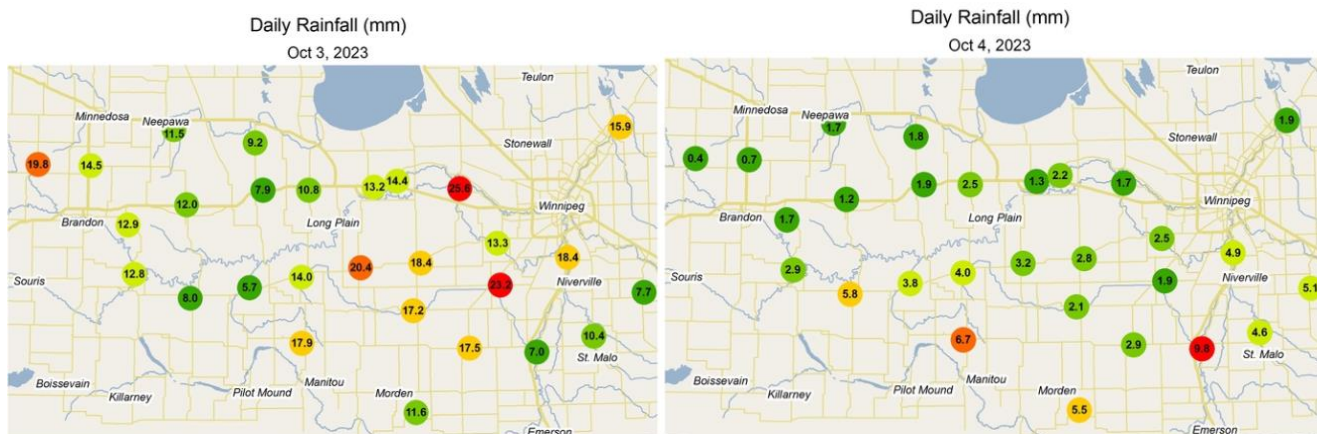 Daily Rainfall (mm)
Oct 3, 2023
Teulon
Minnedosa
Neepawa
11.5
15.9
9.2
Stonewall
19.8
14.5
7.9
10.8
13.2
14.4
25.6
12.0
Winnipeg
Brandon
12.9
Long Plain
13.3
18.4
12.8
20.4
18.4
Souris
14.0
5.7
23.2
Niverville
7.7
8.0
17.2
10.4
17.9
17.5
7.0
St. Malo
Boissevain
Killarney
Pilot Mound
Manitou
Morden
11.6
Emerson
Daily Rainfall (mm)
Oct 4, 2023
Teulon
Minnedosa
Neepawa
1.7
1.9
1.8
Stonewall
0.4
0.7
1.9
2.5
1.3
2.2
1.7
1.2
Winnipeg
Brandon
1.7
Long Plain
2.5
4.9
2.9
3.2
2.8
Souris
4.0
3.8
1.9
Niverville
5.1
5.8
2.1
4.6
6.7
2.9
9.8
St. Malo
Boissevain
Killarney
Pilot Mound
Manitou
Morden
5.5
Emerson